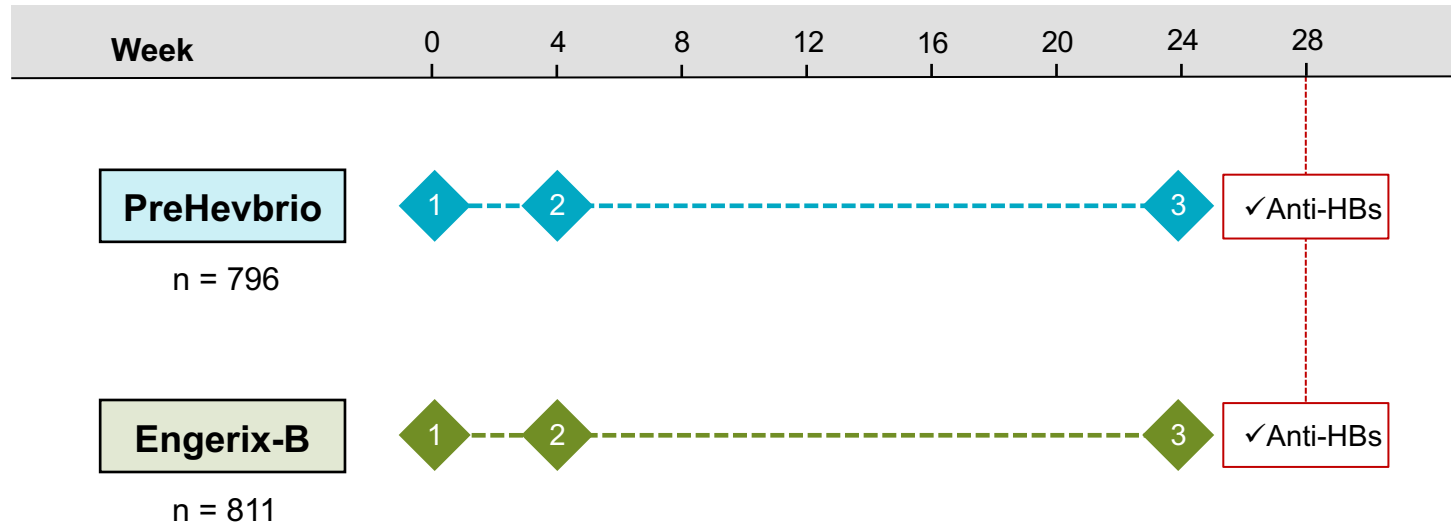 Week 0 4 8 12 16 20 24 28
PreHevbrio 1 2 3 ✓Anti-HBs
n = 796
Engerix-B 1 2 3 ✓Anti-HBs
n = 811